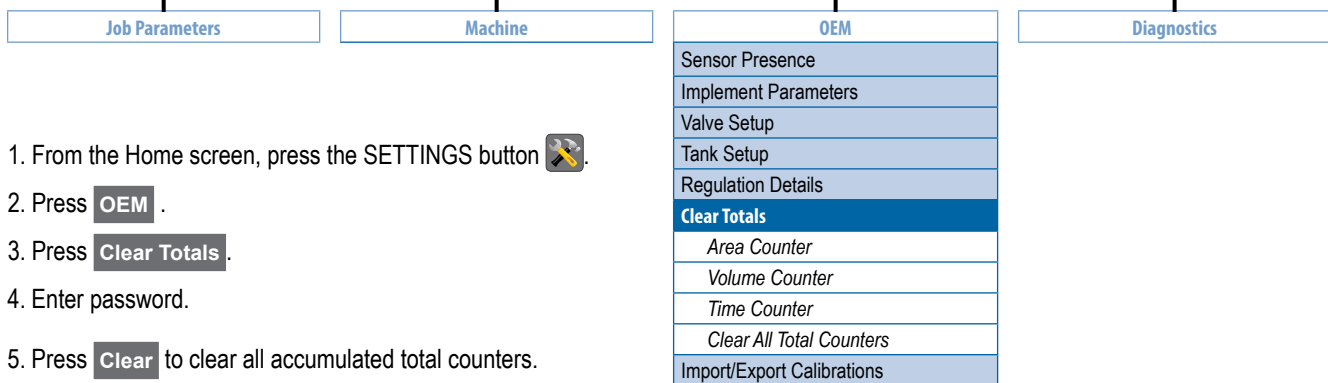 Job Parameters
Machine
OEM
Diagnostics
1. From the Home screen, press the SETTINGS button .
2. Press OEM .
3. Press Clear Totals .
4. Enter password.
5. Press Clear to clear all accumulated total counters.
Sensor Presence
Implement Parameters
Valve Setup
Tank Setup
Regulation Details
Clear Totals
Area Counter
Volume Counter
Time Counter
Clear All Total Counters
Import/Export Calibrations